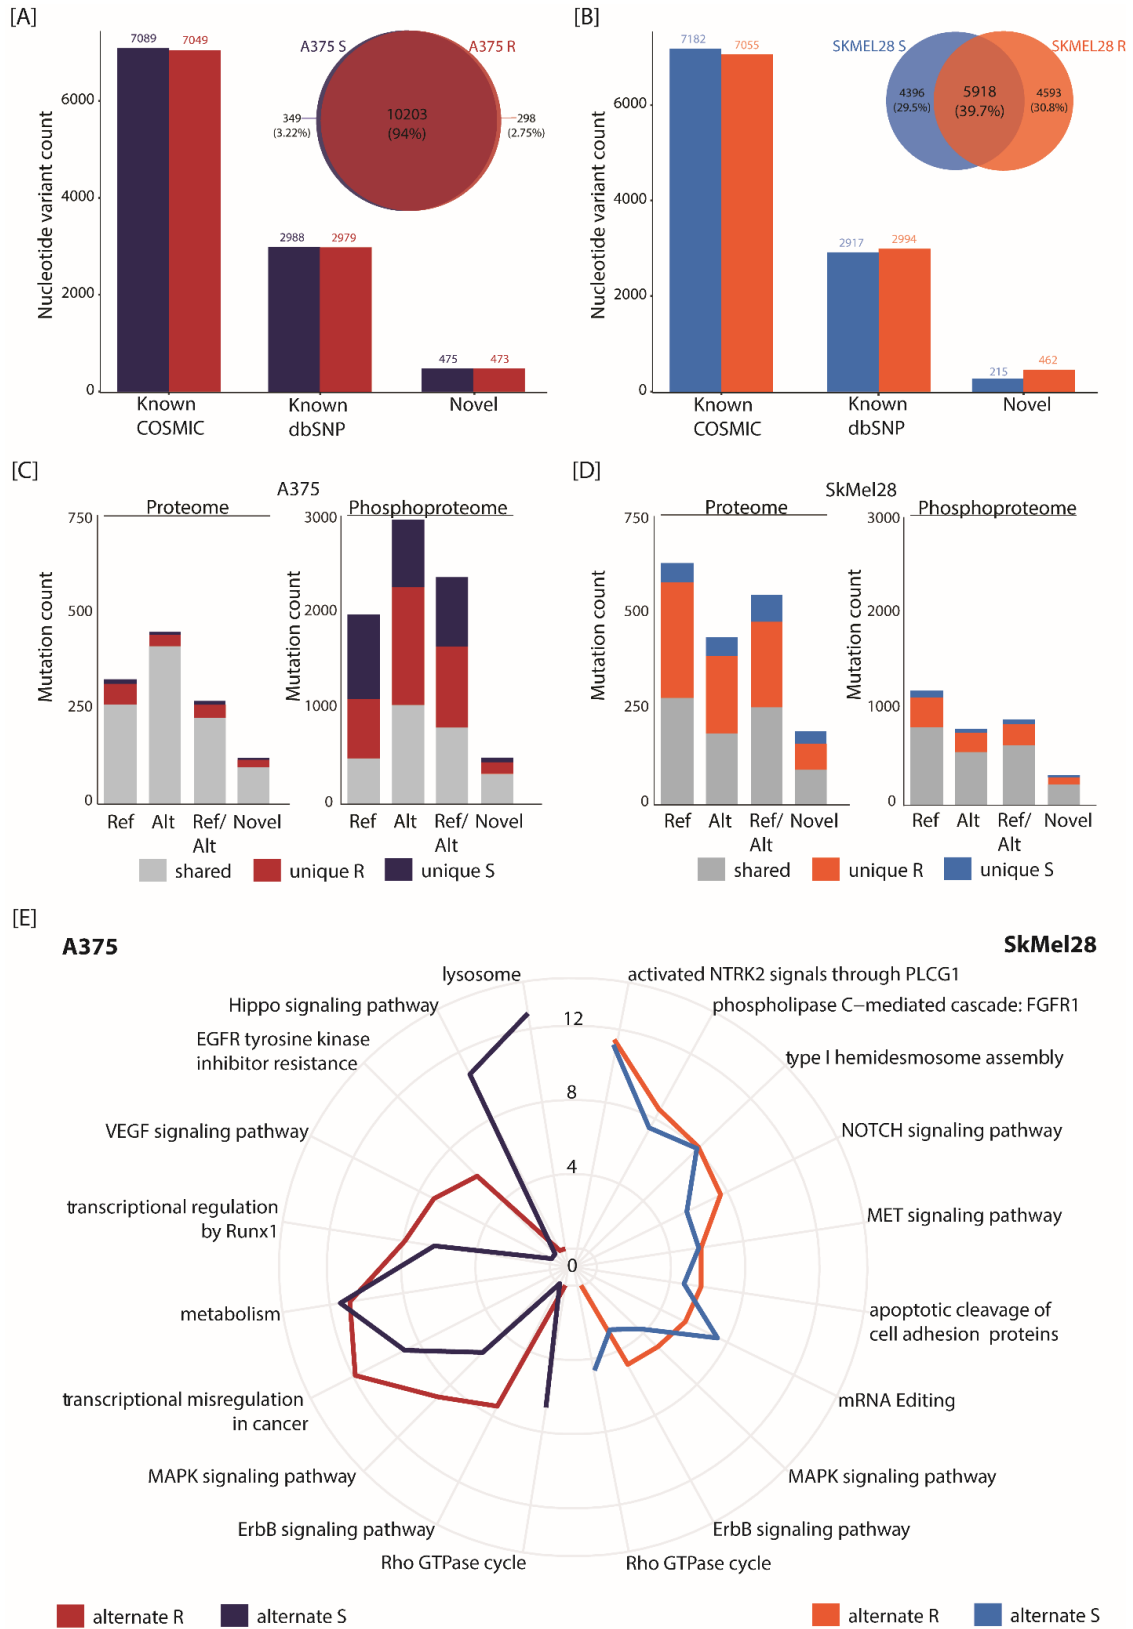 [A]
7089
7049
A375 S
A375 R
10203
(94%)
349
(3.22%)
298
(2.75%)
2988
2979
475
473
6000
4000
2000
0
Nucleotide variant count
Known
COSMIC
Known
dbSNP
Novel
[B]
7182
7055
SKMEL28 S
SKMEL28 R
4396
(29.5%)
5918
(39.7%)
4593
(30.8%)
2917
2994
215
462
6000
4000
2000
0
Nucleotide variant count
Known
COSMIC
Known
dbSNP
Novel
[C]
A375
Proteome
Phosphoproteome
750
500
250
0
Mutation count
Ref
Alt
Ref/
Alt
Novel
3000
2000
1000
0
Mutation count
Ref
Alt
Ref/
Alt
Novel
shared
unique R
unique S
[D]
SkMel28
Proteome
Phosphoproteome
750
500
250
0
Mutation count
Ref
Alt
Ref/
Alt
Novel
3000
2000
1000
0
Mutation count
Ref
Alt
Ref/
Alt
Novel
shared
unique R
unique S
[E]
A375
SkMel28
lysosome
Hippo signaling pathway
EGFR tyrosine kinase
inhibitor resistance
VEGF signaling pathway
transcriptional regulation
by Runx1
metabolism
transcriptional misregulation
in cancer
MAPK signaling pathway
ErbB signaling pathway
Rho GTPase cycle
12
8
4
0
activated NTRK2 signals through PLCG1
phospholipase C−mediated cascade: FGFR1
type I hemidesmosome assembly
NOTCH signaling pathway
MET signaling pathway
apoptotic cleavage of
cell adhesion proteins
mRNA Editing
MAPK signaling pathway
ErbB signaling pathway
Rho GTPase cycle
alternate R
alternate S
alternate R
alternate S